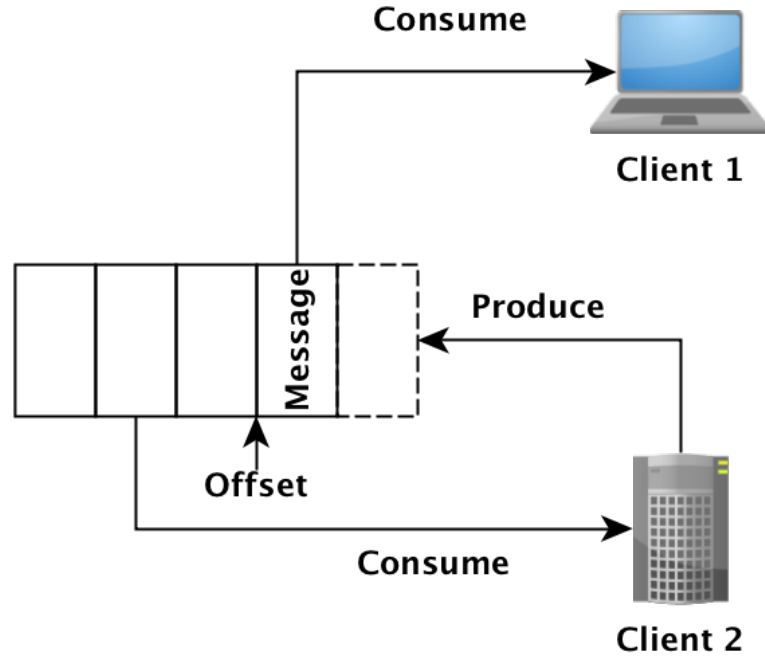 Consume
Client 1
Message
Produce
Offset
Consume
Client 2